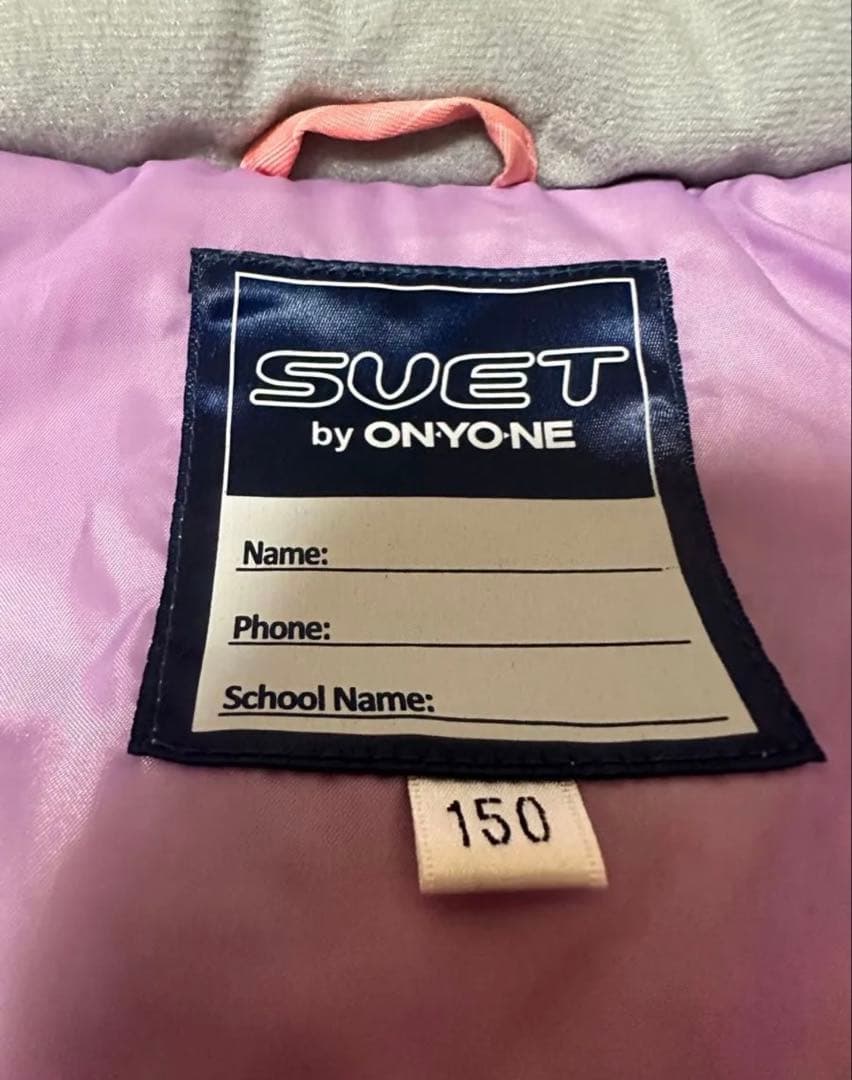 SVET
by ON•YO•NE
Name:
Phone:
School Name:
150